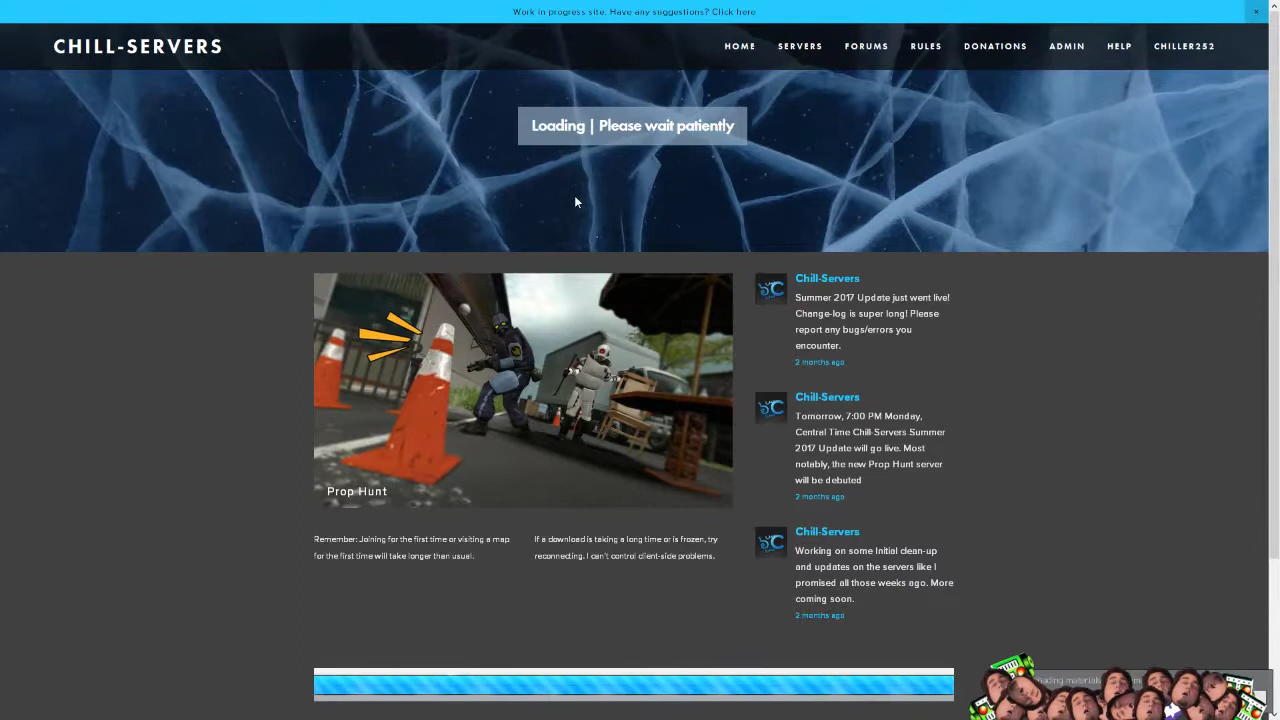 Work in progress site. Have any suggestions? Click here
×
CHILL-SERVERS
HOME SERVERS FORUMS RULES DONATIONS ADMIN HELP CHILLER252
Loading | Please wait patiently
Prop Hunt
Remember: Joining for the first time or visiting a map
for the first time will take longer than usual.
If a download is taking a long time or is frozen, try
reconnecting. I can't control client-side problems.
Chill-Servers
Summer 2017 Update just went live!
Change-log is super long! Please
report any bugs/errors you
encounter.
2 months ago
Chill-Servers
Tomorrow, 7:00 PM Monday,
Central Time Chill-Servers Summer
2017 Update will go live. Most
notably, the new Prop Hunt server
will be debuted
2 months ago
Chill-Servers
Working on some Initial clean-up
and updates on the servers like I
promised all those weeks ago. More
coming soon.
2 months ago